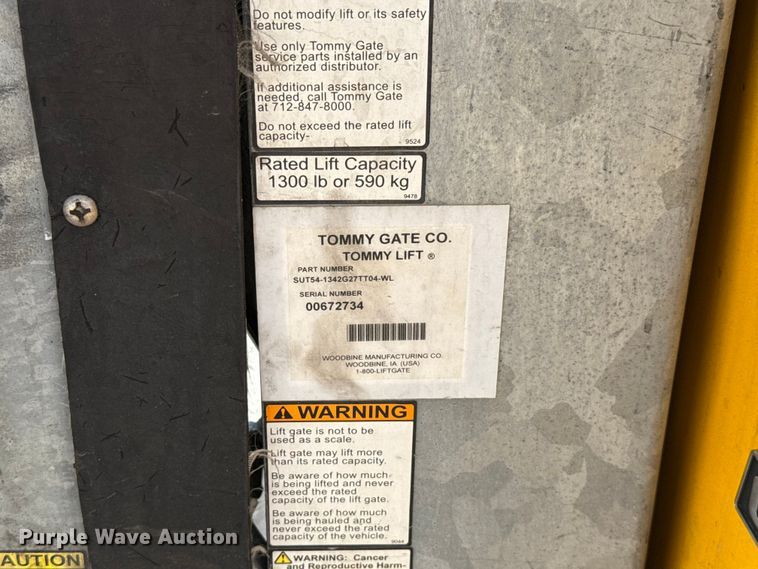 Do not modify lift or its safety
features.
Use only Tommy Gate
service parts installed by an
authorized distributor.
If additional assistance is
needed, call Tommy Gate
at 712-847-8000.
Do not exceed the rated lift
capacity-
9524
Rated Lift Capacity
1300 lb or 590 kg
9478
TOMMY GATE CO.
TOMMY LIFT ®
PART NUMBER
SUT54-1342G27TT04-WL
SERIAL NUMBER
00672734
WOODBINE MANUFACTURING CO.
WOODBINE, IA (USA)
1-800-LIFTGATE
WARNING
Lift gate is not to be
used as a scale.
Lift gate may lift more
than its rated capacity.
Be aware of how much
is being lifted and never
exceed the rated
capacity of the lift gate.
Be aware of how much
is being hauled and
never exceed the rated
capacity of the vehicle.
9044
WARNING: Cancer
and Reproductive Harm-
Purple Wave Auction
AUTION